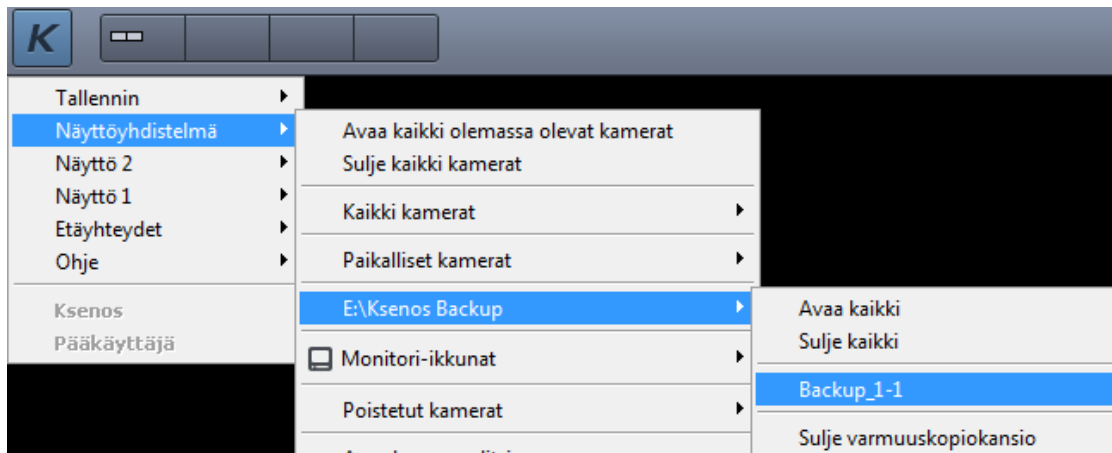 K
Tallennin
Näyttöyhdistelmä
Näyttö 2
Näyttö 1
Etäyhteydet
Ohje
Ksenos
Pääkäyttäjä
Avaa kaikki olemassa olevat kamerat
Sulje kaikki kamerat
Kaikki kamerat
Paikalliset kamerat
E:\Ksenos Backup
Monitori-ikkunat
Poistetut kamerat
Avaa kaikki
Sulje kaikki
Backup_1-1
Sulje varmuuskopiokansio